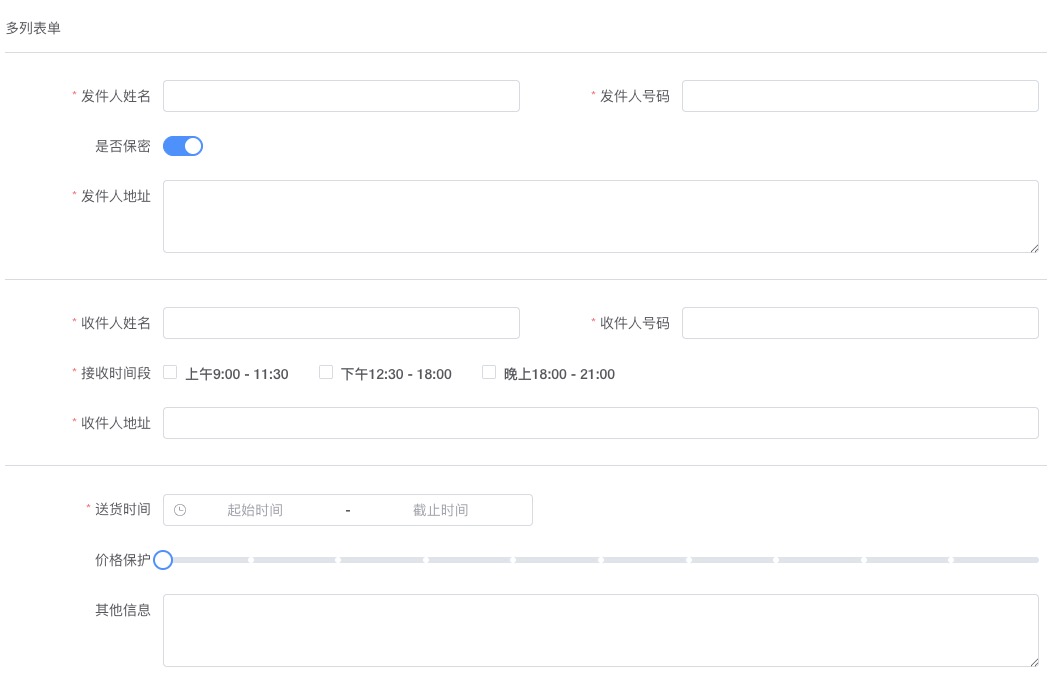 多列表单
* 发件人姓名
* 发件人号码
是否保密
* 发件人地址
* 收件人姓名
* 收件人号码
* 接收时间段 上午9:00 - 11:30 下午12:30 - 18:00 晚上18:00 - 21:00
* 收件人地址
* 送货时间 起始时间 - 截止时间
价格保护
其他信息